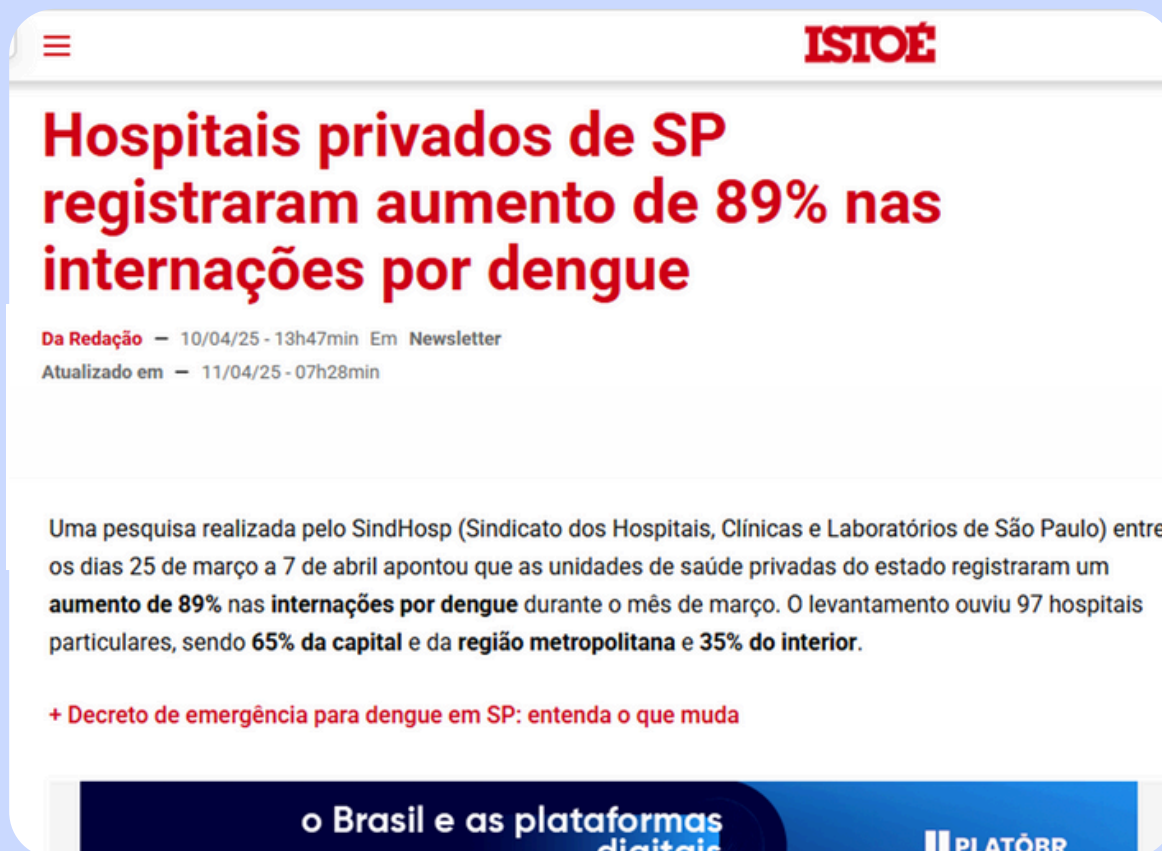 ISTOÉ
Hospitais privados de SP
registraram aumento de 89% nas
internações por dengue
Da Redação — 10/04/25 - 13h47min Em Newsletter
Atualizado em — 11/04/25 - 07h28min
Uma pesquisa realizada pelo SindHosp (Sindicato dos Hospitais, Clínicas e Laboratórios de São Paulo) entre
os dias 25 de março a 7 de abril apontou que as unidades de saúde privadas do estado registraram um
aumento de 89% nas internações por dengue durante o mês de março. O levantamento ouviu 97 hospitais
particulares, sendo 65% da capital e da região metropolitana e 35% do interior.
+ Decreto de emergência para dengue em SP: entenda o que muda
o Brasil e as plataformas
digitais
PLATÔBR